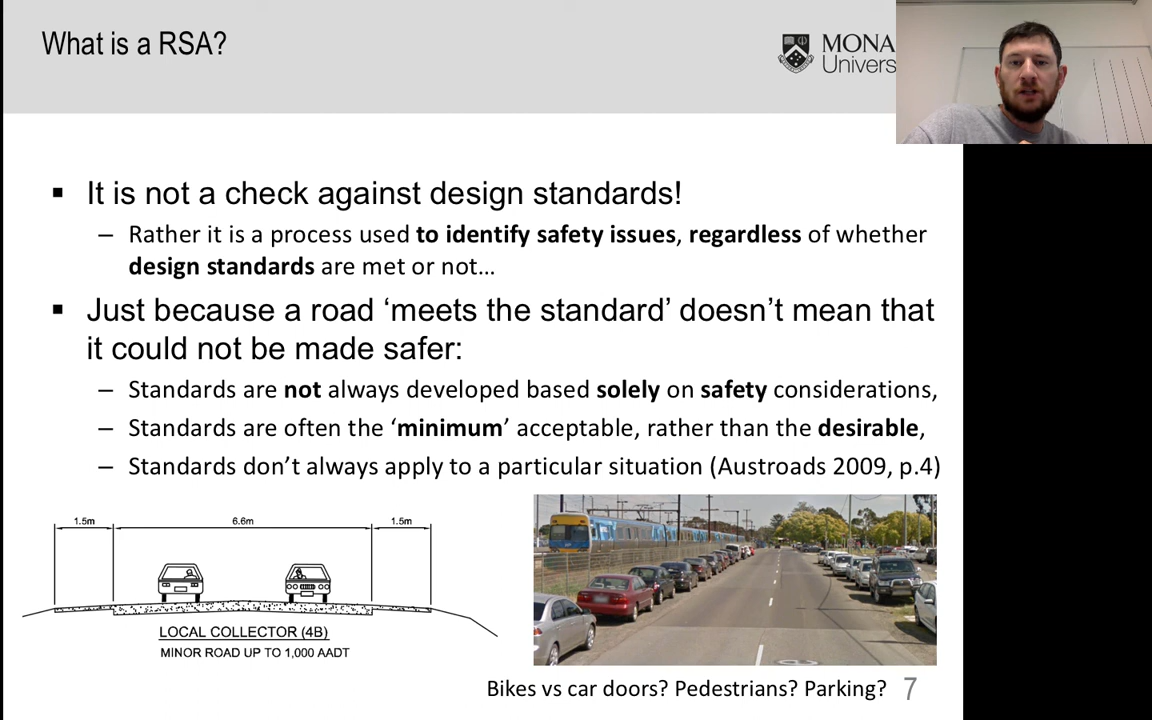 What is a RSA?
MONA
Univers
▪ It is not a check against design standards!
– Rather it is a process used to identify safety issues, regardless of whether
design standards are met or not…
▪ Just because a road ‘meets the standard’ doesn’t mean that
it could not be made safer:
– Standards are not always developed based solely on safety considerations,
– Standards are often the ‘minimum’ acceptable, rather than the desirable,
– Standards don’t always apply to a particular situation (Austroads 2009, p.4)
1.5m 6.6m 1.5m
LOCAL COLLECTOR (4B)
MINOR ROAD UP TO 1,000 AADT
Bikes vs car doors? Pedestrians? Parking? 7